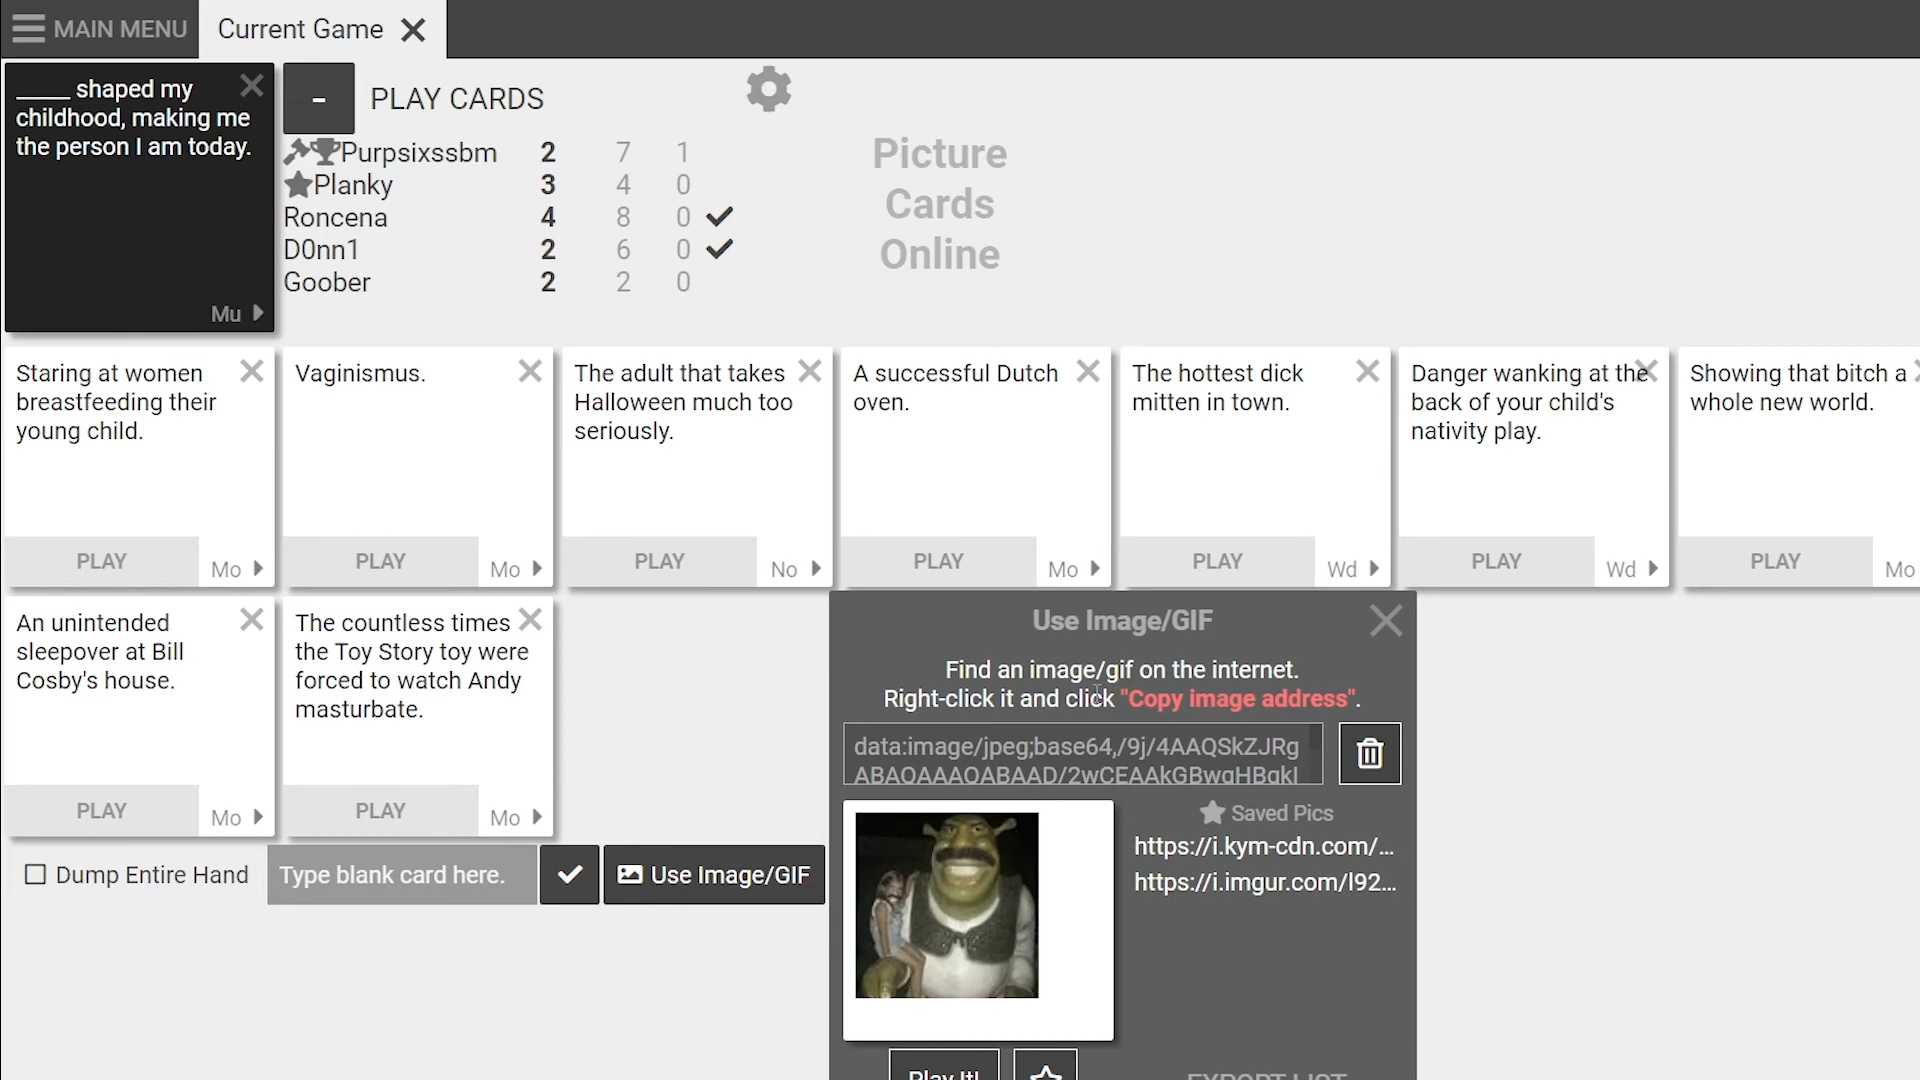 MAIN MENU
Current Game
_____ shaped my
childhood, making me
the person I am today.
Mu
-
PLAY CARDS
Purpsixssbm 2 7 1
Planky 3 4 0
Roncena 4 8 0
D0nn1 2 6 0
Goober 2 2 0
Picture
Cards
Online
Staring at women
breastfeeding their
young child.
PLAY
Mo
Vaginismus.
PLAY
Mo
The adult that takes
Halloween much too
seriously.
PLAY
No
A successful Dutch
oven.
PLAY
Mo
The hottest dick
mitten in town.
PLAY
Wd
Danger wanking at the
back of your child's
nativity play.
PLAY
Wd
Showing that bitch a
whole new world.
PLAY
Mo
An unintended
sleepover at Bill
Cosby's house.
PLAY
Mo
The countless times
the Toy Story toy were
forced to watch Andy
masturbate.
PLAY
Mo
Dump Entire Hand
Type blank card here.
Use Image/GIF
Use Image/GIF
Find an image/gif on the internet.
Right-click it and click "Copy image address".
data:image/jpeg;base64,/9j/4AAQSkZJRg
ABAQAAAQABAAD/2wCEAAkGBwgHBgkI
Saved Pics
https://i.kym-cdn.com/...
https://i.imgur.com/l92...
Play It!
EXPORT LIST